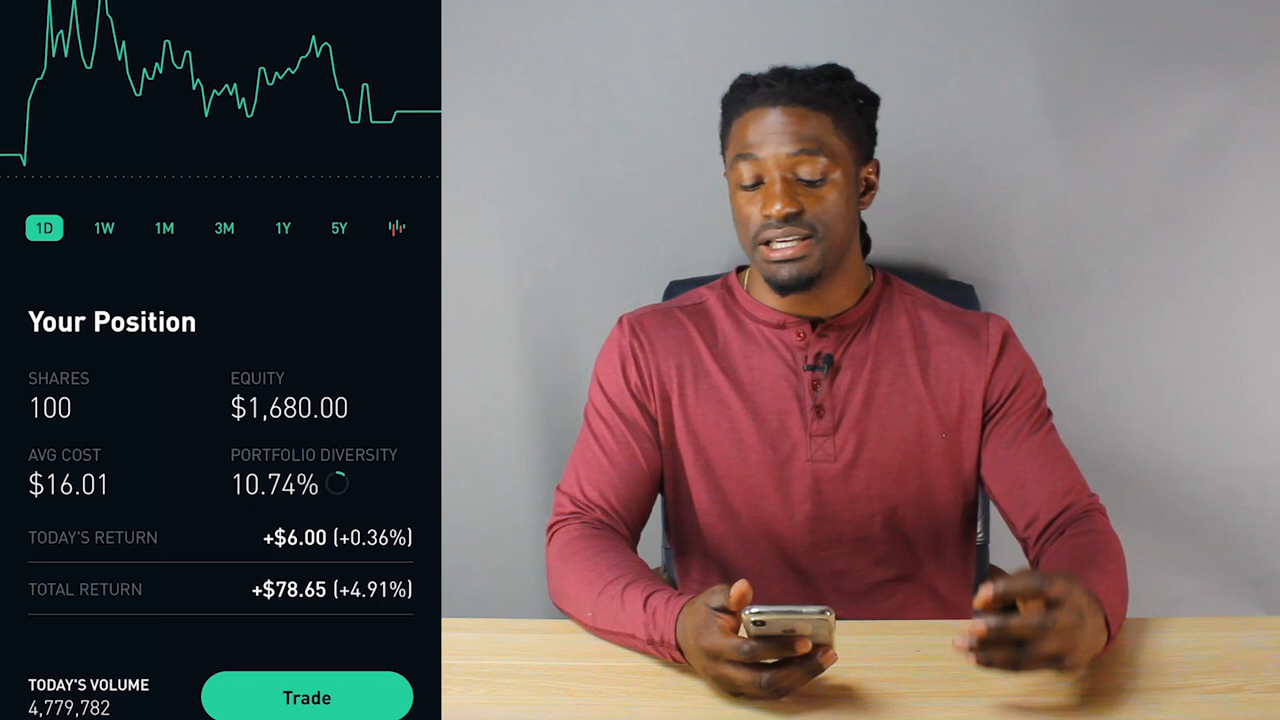 1D 1W 1M 3M 1Y 5Y
Your Position
SHARES EQUITY
100 $1,680.00
AVG COST PORTFOLIO DIVERSITY
$16.01 10.74%
TODAY'S RETURN +$6.00 (+0.36%)
TOTAL RETURN +$78.65 (+4.91%)
TODAY'S VOLUME
4,779,782
Trade